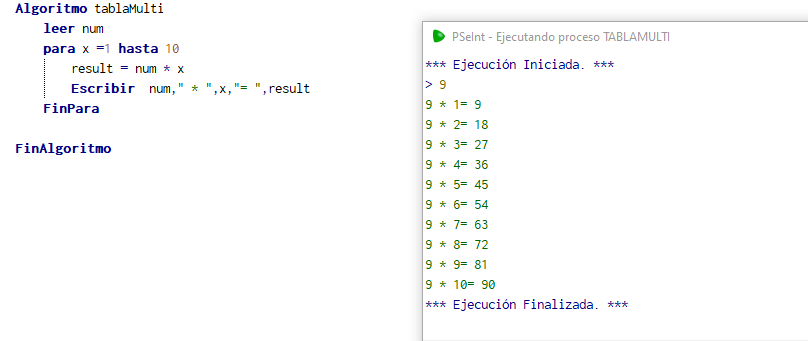 Algoritmo tablaMulti
leer num
para x =1 hasta 10
result = num * x
Escribir num," * ",x,"= ",result
FinPara
FinAlgoritmo
PSeInt - Ejecutando proceso TABLAMULTI
*** Ejecución Iniciada. ***
> 9
9 * 1= 9
9 * 2= 18
9 * 3= 27
9 * 4= 36
9 * 5= 45
9 * 6= 54
9 * 7= 63
9 * 8= 72
9 * 9= 81
9 * 10= 90
*** Ejecución Finalizada. ***